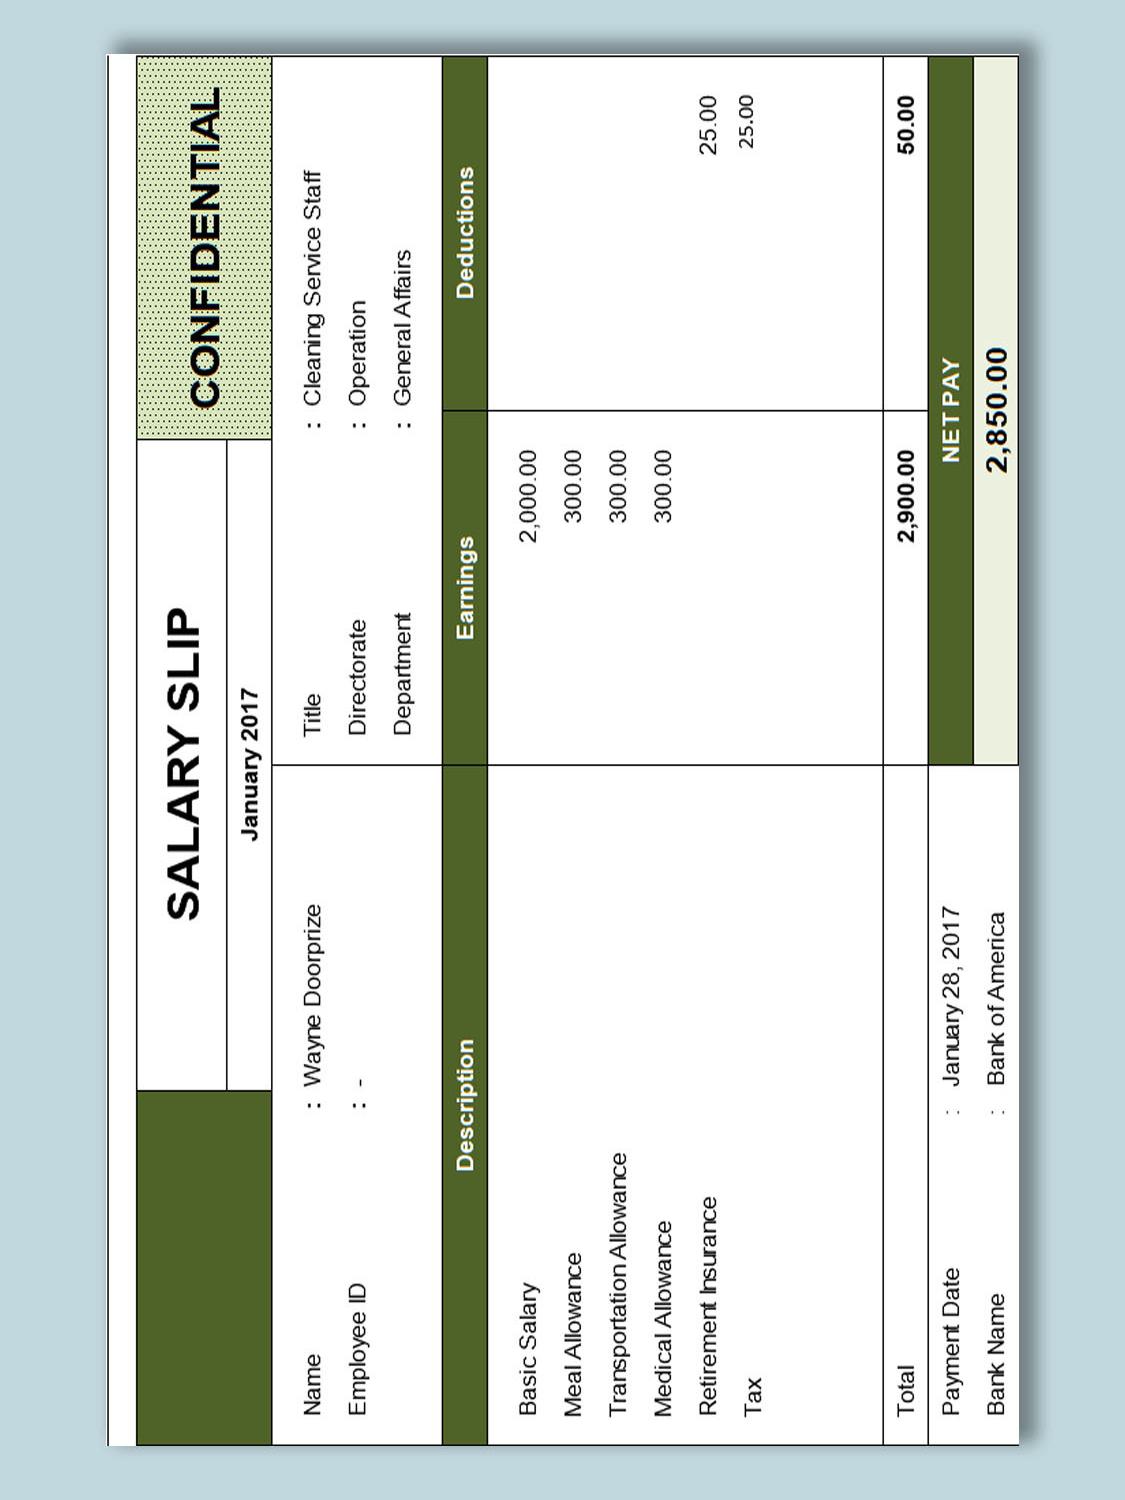 SALARY SLIP
CONFIDENTIAL
January 2017
Name : Wayne Doorprize Title : Cleaning Service Staff
Employee ID : - Directorate : Operation
Department : General Affairs
Description Earnings Deductions
Basic Salary 2,000.00
Meal Allowance 300.00
Transportation Allowance 300.00
Medical Allowance 300.00
Retirement Insurance 25.00
Tax 25.00
Total 2,900.00 50.00
Payment Date : January 28, 2017 NET PAY
Bank Name : Bank of America 2,850.00